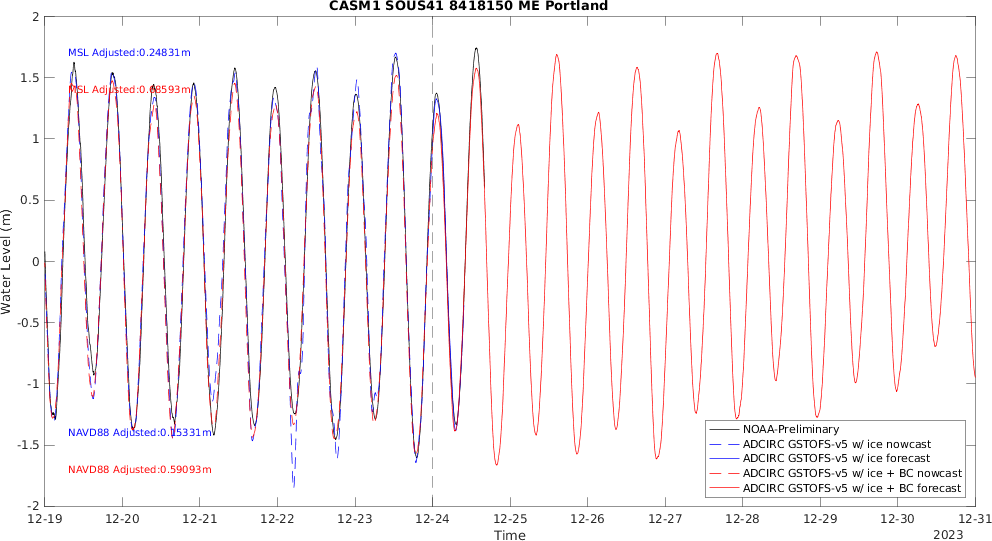 CASM1 SOUS41 8418150 ME Portland
MSL Adjusted:0.24831m
MSL Adjusted:0.68593m
NAVD88 Adjusted:0.15331m
NAVD88 Adjusted:0.59093m
Water Level (m)
2
1.5
1
0.5
0
-0.5
-1
-1.5
-2
NOAA-Preliminary
ADCIRC GSTOFS-v5 w/ ice nowcast
ADCIRC GSTOFS-v5 w/ ice forecast
ADCIRC GSTOFS-v5 w/ ice + BC nowcast
ADCIRC GSTOFS-v5 w/ ice + BC forecast
12-19 12-20 12-21 12-22 12-23 12-24 12-25 12-26 12-27 12-28 12-29 12-30 12-31
Time
2023